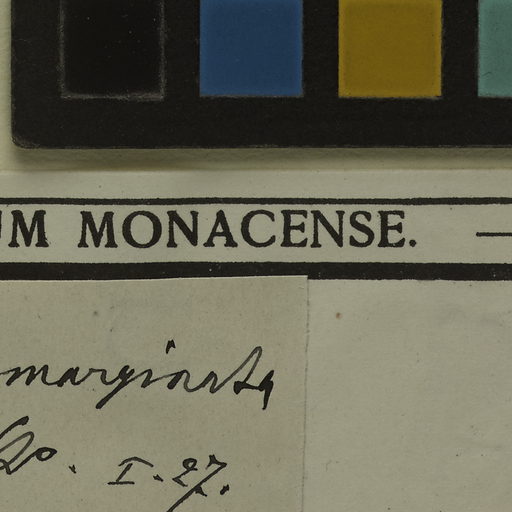 UM MONACENSE. —
marginata
I. 27.